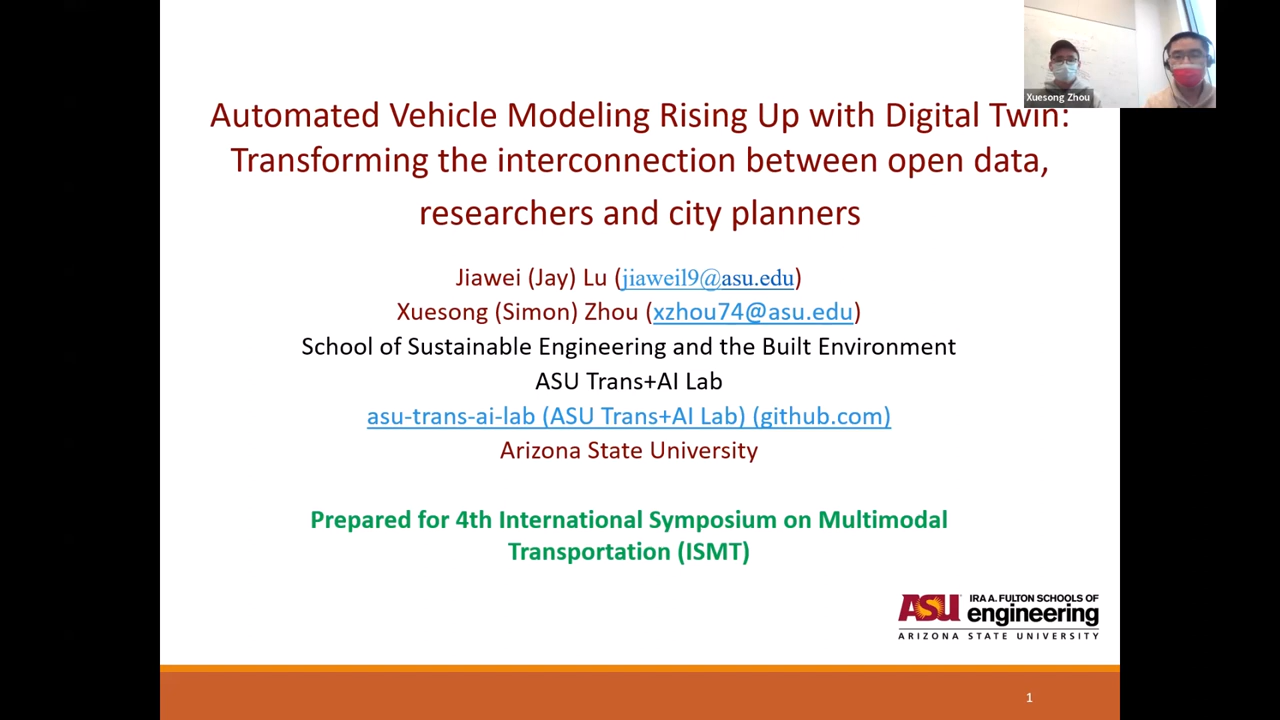 Xuesong Zhou
Automated Vehicle Modeling Rising Up with Digital Twin:
Transforming the interconnection between open data,
researchers and city planners
Jiawei (Jay) Lu (jiaweil9@asu.edu)
Xuesong (Simon) Zhou (xzhou74@asu.edu)
School of Sustainable Engineering and the Built Environment
ASU Trans+AI Lab
asu-trans-ai-lab (ASU Trans+AI Lab) (github.com)
Arizona State University
Prepared for 4th International Symposium on Multimodal
Transportation (ISMT)
ASU IRA A. FULTON SCHOOLS OF
engineering
ARIZONA STATE UNIVERSITY
1